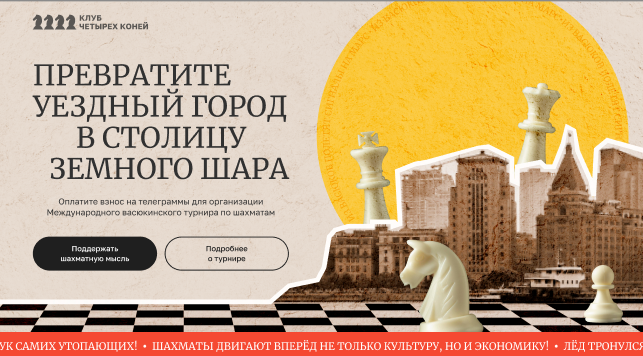 КЛУБ
ЧЕТЫРЕХ КОНЕЙ
ПРЕВРАТИТЕ
УЕЗДНЫЙ ГОРОД
В СТОЛИЦУ
ЗЕМНОГО ШАРА
Оплатите взнос на телеграммы для организации
Международного васюкинского турнира по шахматам
Поддержать
шахматную мысль
Подробнее
о турнире
УК САМИХ УТОПАЮЩИХ! • ШАХМАТЫ ДВИГАЮТ ВПЕРЁД НЕ ТОЛЬКО КУЛЬТУРУ, НО И ЭКОНОМИКУ! • ЛЁД ТРОНУЛСЯ